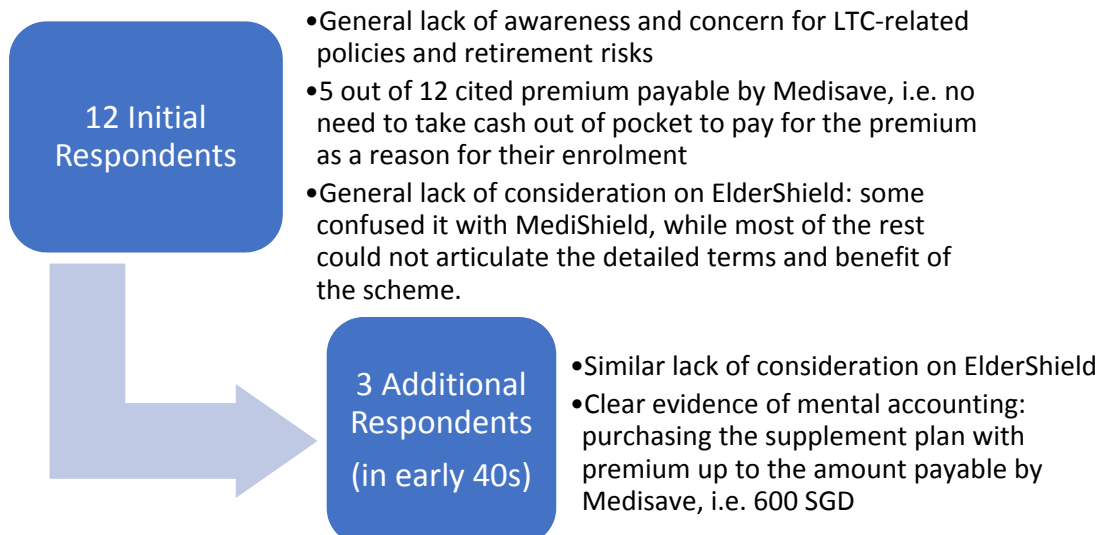 12 Initial
Respondents
•General lack of awareness and concern for LTC-related
policies and retirement risks
•5 out of 12 cited premium payable by Medisave, i.e. no
need to take cash out of pocket to pay for the premium
as a reason for their enrolment
•General lack of consideration on ElderShield: some
confused it with MediShield, while most of the rest
could not articulate the detailed terms and benefit of
the scheme.
3 Additional
Respondents
(in early 40s)
•Similar lack of consideration on ElderShield
•Clear evidence of mental accounting:
purchasing the supplement plan with
premium up to the amount payable by
Medisave, i.e. 600 SGD